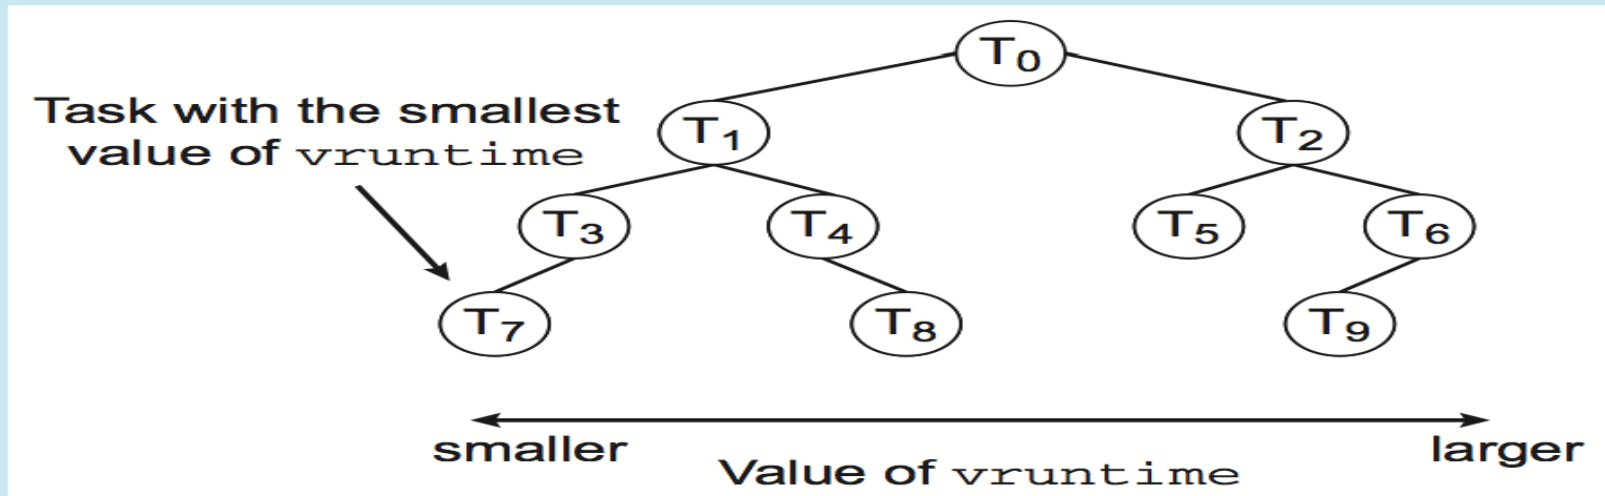 T₀
Task with the smallest
value of vruntime
T₁
T₂
T₃
T₄
T₅
T₆
T₇
T₈
T₉
smaller
larger
Value of vruntime